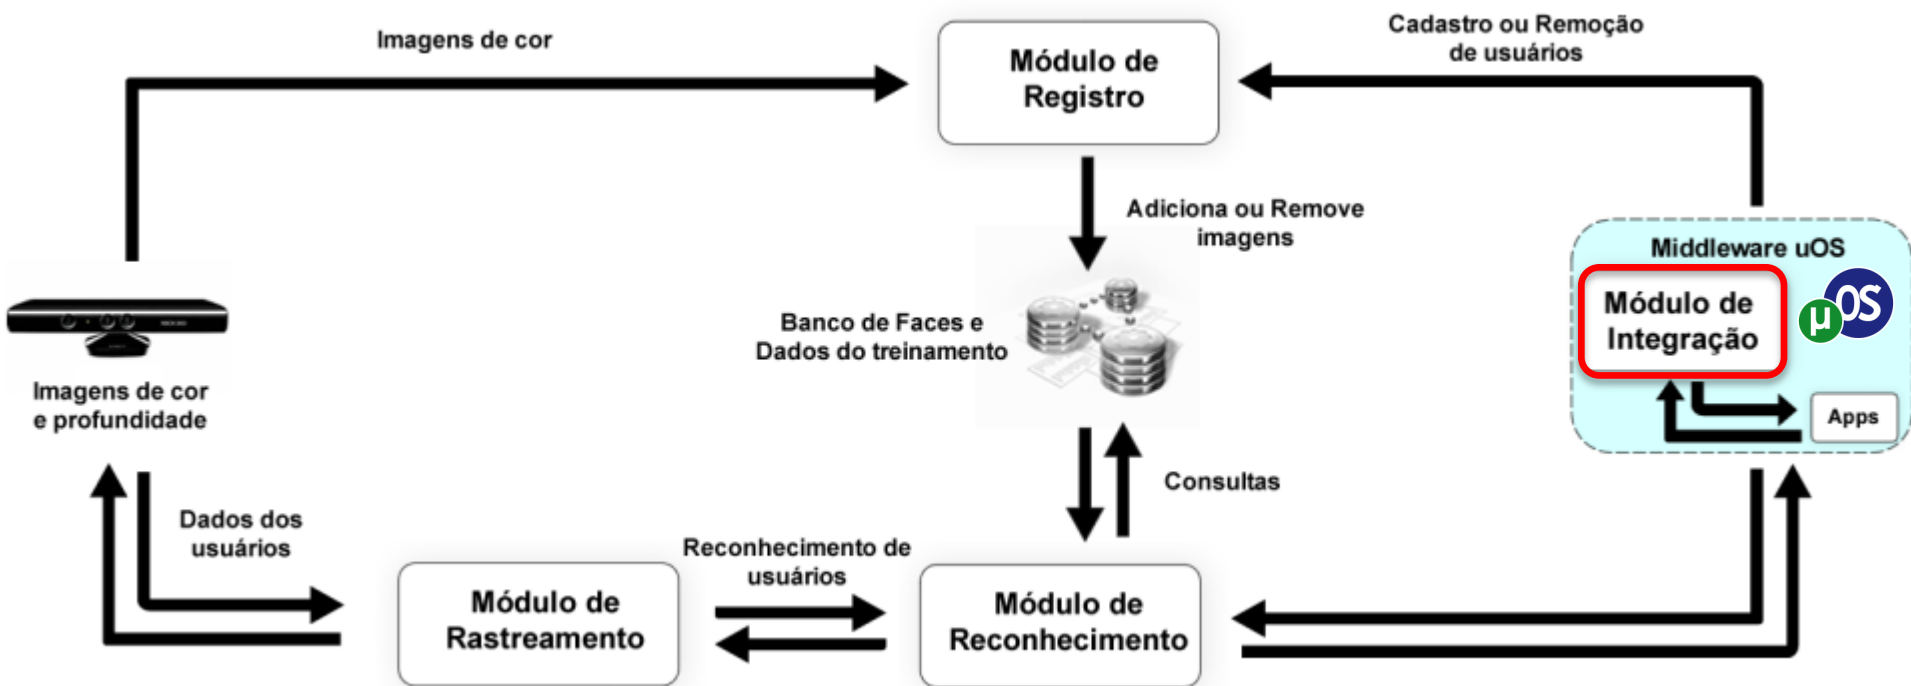 Imagens de cor
Módulo de
Registro
Cadastro ou Remoção
de usuários
Adiciona ou Remove
imagens
Middleware uOS
Módulo de
Integração
µOS
Apps
Banco de Faces e
Dados do treinamento
Imagens de cor
e profundidade
Consultas
Dados dos
usuários
Reconhecimento de
usuários
Módulo de
Rastreamento
Módulo de
Reconhecimento